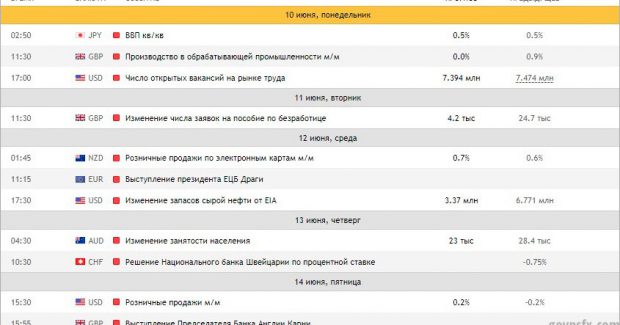 10 июня, понедельник
02:50 JPY ВВП кв/кв 0.5% 0.5%
11:30 GBP Производство в обрабатывающей промышленности м/м 0.0% 0.9%
17:00 USD Число открытых вакансий на рынке труда 7.394 млн 7.474 млн
11 июня, вторник
11:30 GBP Изменение числа заявок на пособие по безработице 4.2 тыс 24.7 тыс
12 июня, среда
01:45 NZD Розничные продажи по электронным картам м/м 0.7% 0.6%
11:15 EUR Выступление президента ЕЦБ Драги
17:30 USD Изменение запасов сырой нефти от EIA 3.37 млн 6.771 млн
13 июня, четверг
04:30 AUD Изменение занятости населения 23 тыс 28.4 тыс
10:30 CHF Решение Национального банка Швейцарии по процентной ставке -0.75%
14 июня, пятница
15:30 USD Розничные продажи м/м 0.2% -0.2%
15:55 GBP Выступление Председателя Банка Англии Карни